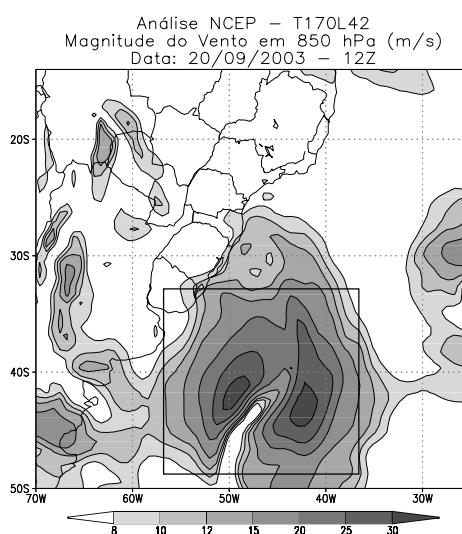 Análise NCEP – T170L42
Magnitude do Vento em 850 hPa (m/s)
Data: 20/09/2003 – 12Z
20S
30S
40S
50S
70W 60W 50W 40W 30W
8 10 12 15 20 25 30